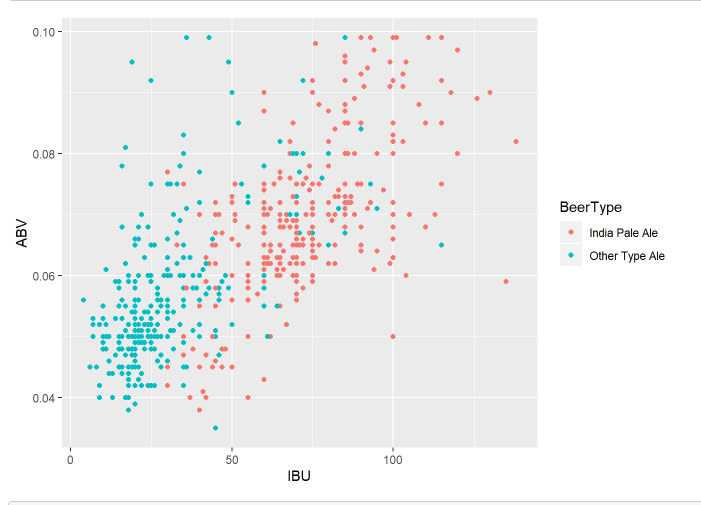 0.10
0.08
0.06
0.04
ABV
0
50
100
IBU
BeerType
India Pale Ale
Other Type Ale